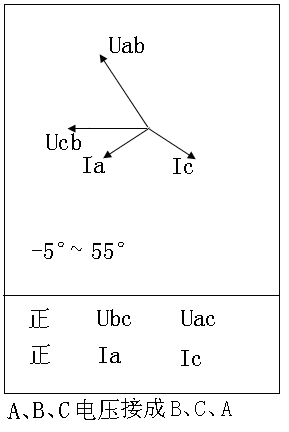 Uab
Ucb
Ia Ic
-5°~ 55°
正 Ubc Uac
正 Ia Ic
A、B、C电压接成B、C、A